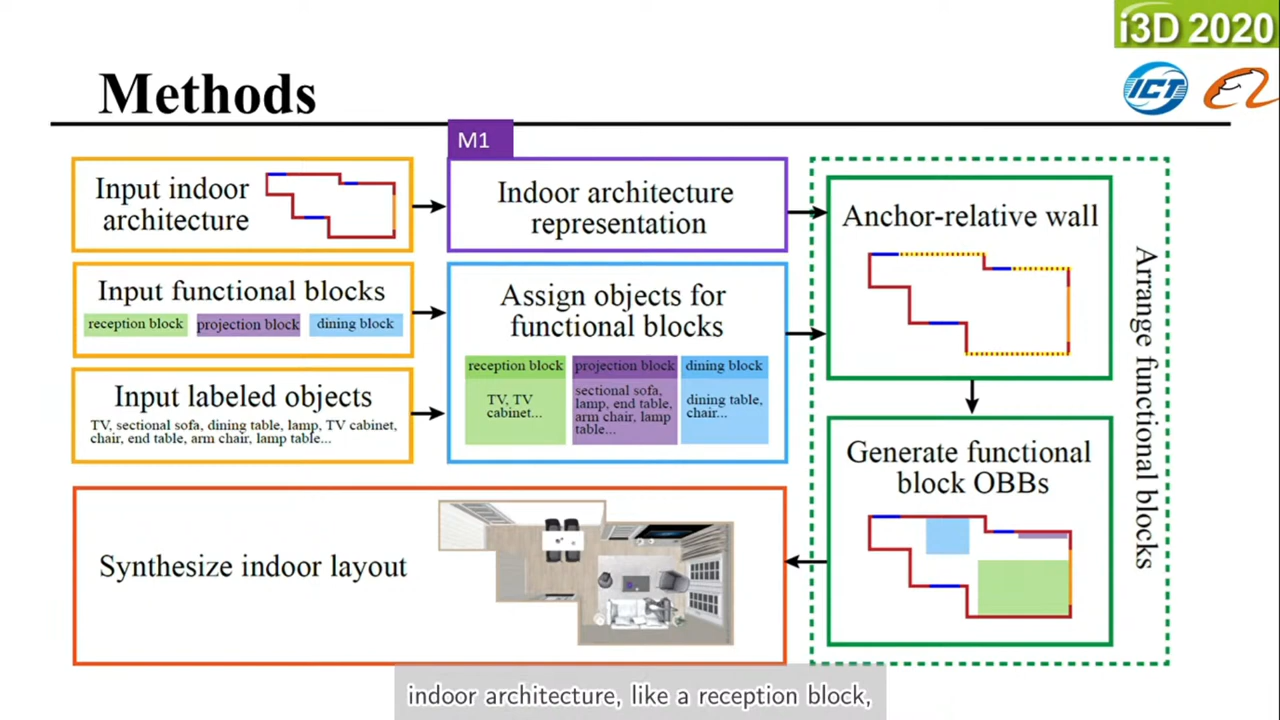 i3D 2020
ICT
Methods
M1
Input indoor
architecture
Indoor architecture
representation
Input functional blocks
reception block
projection block
dining block
Input labeled objects
TV, sectional sofa, dining table, lamp, TV cabinet,
chair, end table, arm chair, lamp table...
Assign objects for
functional blocks
reception block
TV, TV
cabinet...
projection block
sectional sofa,
lamp, end table,
arm chair, lamp
table...
dining block
dining table,
chair...
Anchor-relative wall
Generate functional
block OBBs
Arrange functional blocks
Synthesize indoor layout
indoor architecture, like a reception block,